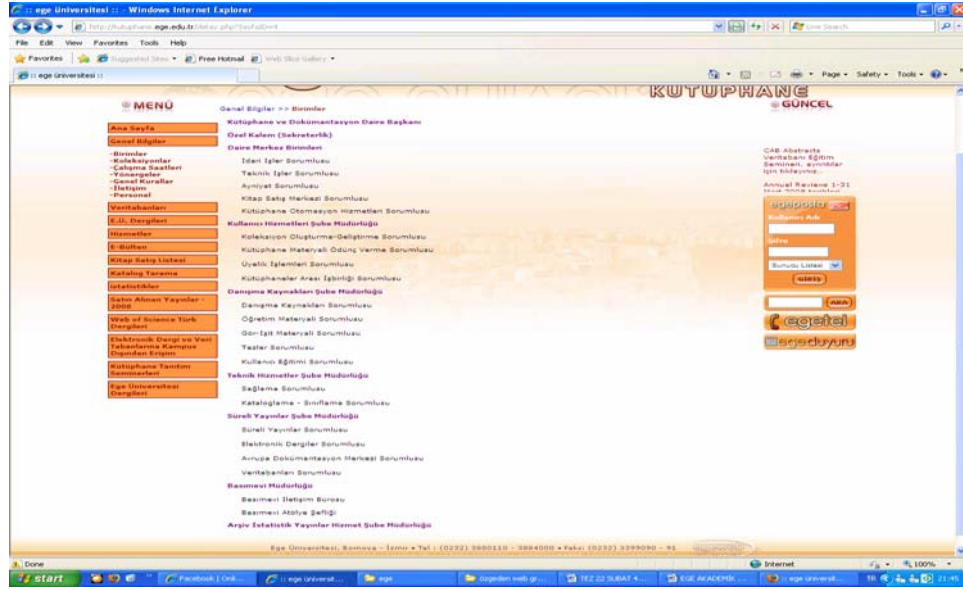 :: ege Üniversitesi :: - Windows Internet Explorer
File Edit View Favorites Tools Help
Favorites Suggested Sites Free Hotmail Web Slice Gallery
:: ege üniversitesi ::
Page Safety Tools
KUTUPHANE
MENÜ
Ana Sayfa
Genel Bilgiler
-Birimler
-Koleksiyonlar
-Çalışma Saatleri
-Yönergeler
-Genel Kurallar
-İletişim
-Personel
Veritabanları
E.Ü. Dergileri
Hizmetler
E-Bülten
Kitap Satış Listesi
Katalog Tarama
İstatistikler
Satın Alınan Yayınlar -
2008
Web of Science Türk
Dergileri
Elektronik Dergi ve Veri
Tabanlarına Kampus
Dışından Erişim
Kütüphane Tanıtım
Seminerleri
Ege Üniversitesi
Dergileri
Genel Bilgiler >> Birimler
Kütüphane ve Dokümantasyon Daire Başkanı
Özel Kalem (Sekreterlik)
Daire Merkez Birimleri
İdari İşler Sorumlusu
Teknik İşler Sorumlusu
Ayniyat Sorumlusu
Kitap Satış Merkezi Sorumlusu
Kütüphane Otomasyon Hizmetleri Sorumlusu
Kullanıcı Hizmetleri Şube Müdürlüğü
Koleksiyon Oluşturma-Geliştirme Sorumlusu
Kütüphane Materyali Ödünç Verme Sorumlusu
Üyelik İşlemleri Sorumlusu
Kütüphaneler Arası İşbirliği Sorumlusu
Danışma Kaynakları Şube Müdürlüğü
Danışma Kaynakları Sorumlusu
Öğretim Materyali Sorumlusu
Gör-İşit Materyali Sorumlusu
Tezler Sorumlusu
Kullanıcı Eğitimi Sorumlusu
Teknik Hizmetler Şube Müdürlüğü
Sağlama Sorumlusu
Kataloglama - Sınıflama Sorumlusu
Süreli Yayınlar Şube Müdürlüğü
Süreli Yayınlar Sorumlusu
Elektronik Dergiler Sorumlusu
Avrupa Dokümantasyon Merkezi Sorumlusu
Veritabanları Sorumlusu
Basımevi Müdürlüğü
Basımevi İletişim Bürosu
Basımevi Atölye Şefliği
Arşiv İstatistik Yayınlar Hizmet Şube Müdürlüğü
GÜNCEL
CAB Abstracts
Veritabanı Eğitim
Semineri, ayrıntılar
için tıklayınız..
Annual Reviews 1-31
egeposta
Kullanıcı Adı
Şifre
Sunucu Listesi
GİRİŞ
ARA
egetel
egeduyuru
Ege Üniversitesi, Bornova - İzmir • Tel : (0232) 3880110 - 3884000 • Faks: (0232) 3399090 - 91
Done Internet 100%
start ege TEZ 22 SUBAT 4... EGE AKADEMİK ... TR 21:45